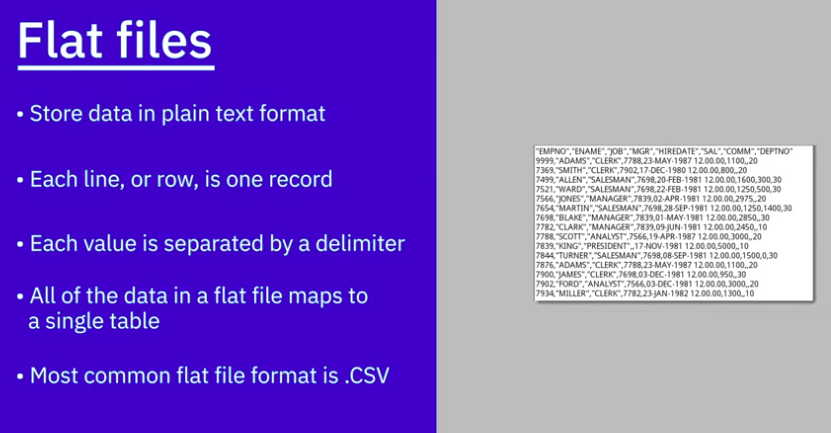 Flat files
• Store data in plain text format
• Each line, or row, is one record
• Each value is separated by a delimiter
• All of the data in a flat file maps to
a single table
• Most common flat file format is .CSV
"EMPNO","ENAME","JOB","MGR","HIREDATE","SAL","COMM","DEPTNO"
9999,"ADAMS","CLERK",7788,23-MAY-1987 12.00.00,1100,,20
7369,"SMITH","CLERK",7902,17-DEC-1980 12.00.00,800,,20
7499,"ALLEN","SALESMAN",7698,20-FEB-1981 12.00.00,1600,300,30
7521,"WARD","SALESMAN",7698,22-FEB-1981 12.00.00,1250,500,30
7566,"JONES","MANAGER",7839,02-APR-1981 12.00.00,2975,,20
7654,"MARTIN","SALESMAN",7698,28-SEP-1981 12.00.00,1250,1400,30
7698,"BLAKE","MANAGER",7839,01-MAY-1981 12.00.00,2850,,30
7782,"CLARK","MANAGER",7839,09-JUN-1981 12.00.00,2450,,10
7788,"SCOTT","ANALYST",7566,19-APR-1987 12.00.00,3000,,20
7839,"KING","PRESIDENT",,17-NOV-1981 12.00.00,5000,,10
7844,"TURNER","SALESMAN",7698,08-SEP-1981 12.00.00,1500,0,30
7876,"ADAMS","CLERK",7788,23-MAY-1987 12.00.00,1100,,20
7900,"JAMES","CLERK",7698,03-DEC-1981 12.00.00,950,,30
7902,"FORD","ANALYST",7566,03-DEC-1981 12.00.00,3000,,20
7934,"MILLER","CLERK",7782,23-JAN-1982 12.00.00,1300,,10